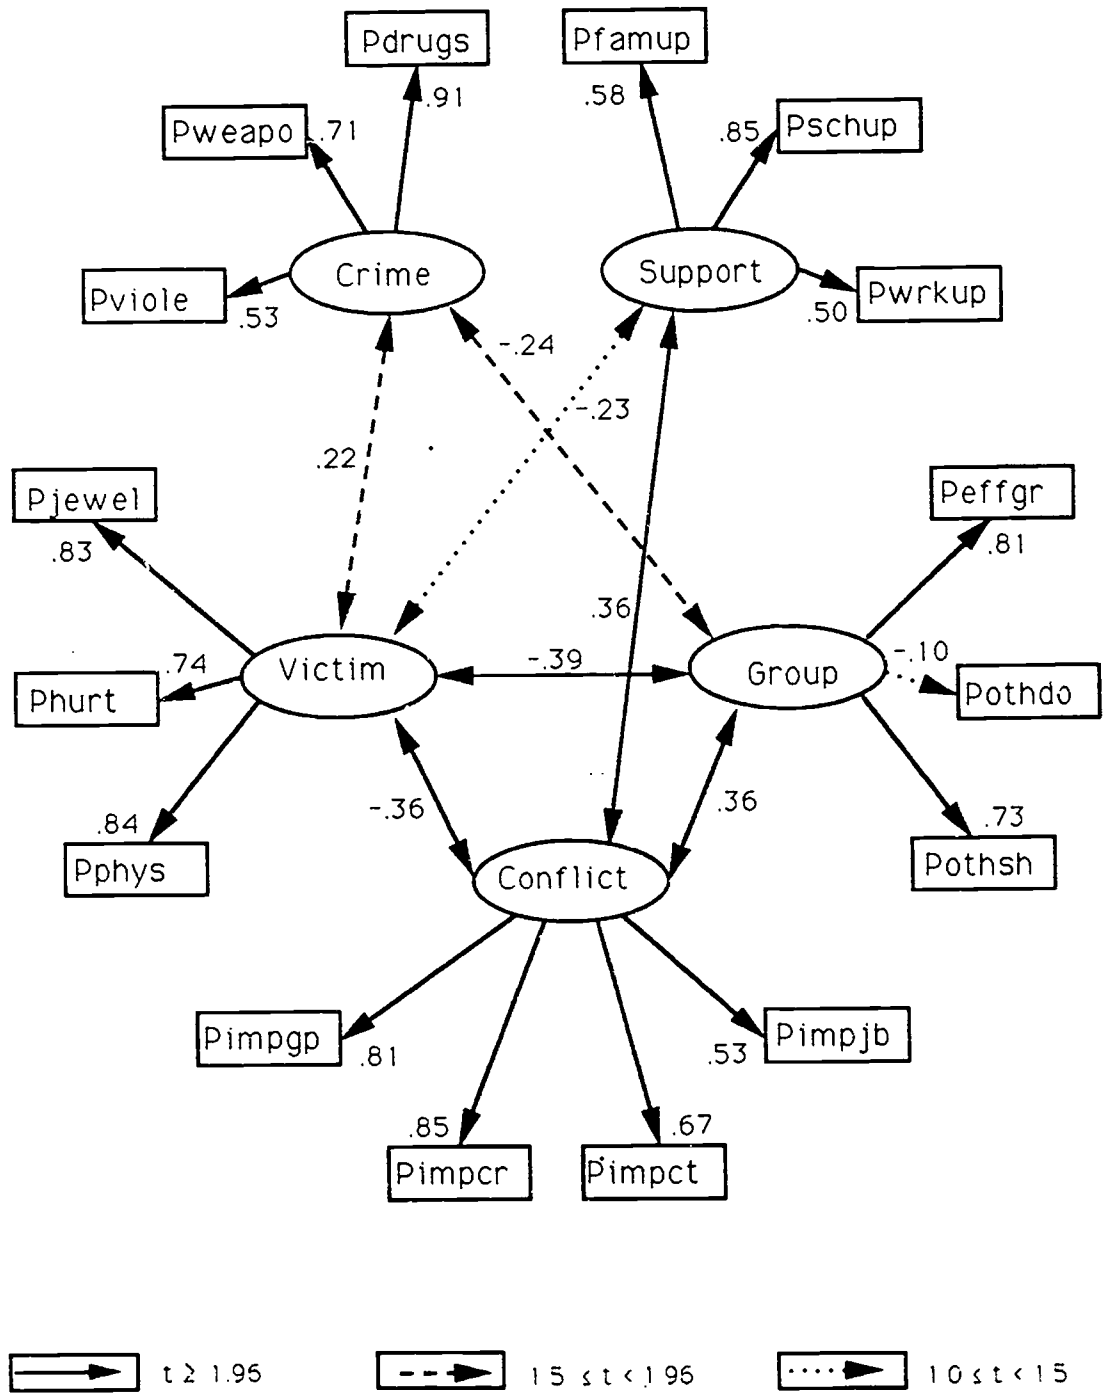 Pdrugs
Pfamup
.91
.58
Pweapo
.71
.85
Pschup
Crime
Support
Pviole
.53
.50
Pwrkup
-.24
-.23
.22
Pjewel
.83
Peffgr
.81
.36
.74
Victim
-.39
Group
-.10
Phurt
Pothdo
-.36
.36
.84
Pphys
.73
Pothsh
Conflict
Pimpgp
.81
.53
Pimpjb
.85
Pimpcr
.67
Pimpct
t ≥ 1.96
1 5 ≤ t < 1 96
1 0 ≤ t < 1 5